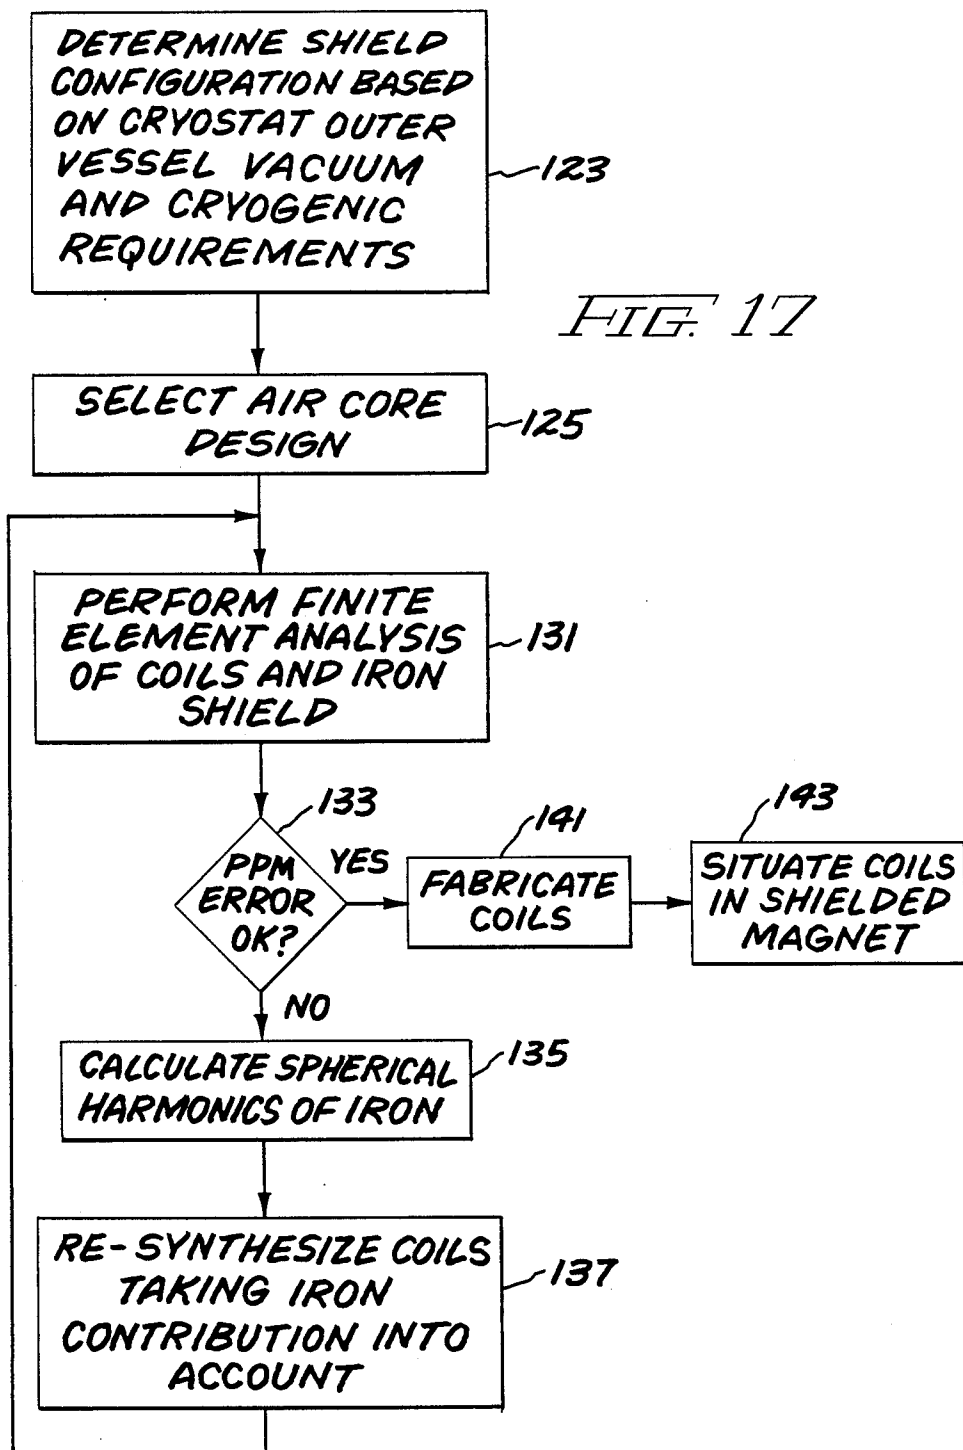 DETERMINE SHIELD
CONFIGURATION BASED
ON CRYOSTAT OUTER
VESSEL VACUUM
AND CRYOGENIC
REQUIREMENTS
123
FIG. 17
SELECT AIR CORE
DESIGN
125
PERFORM FINITE
ELEMENT ANALYSIS
OF COILS AND IRON
SHIELD
131
133
PPM
ERROR
OK?
YES
141
FABRICATE
COILS
143
SITUATE COILS
IN SHIELDED
MAGNET
NO
CALCULATE SPHERICAL
HARMONICS OF IRON
135
RE-SYNTHESIZE COILS
TAKING IRON
CONTRIBUTION INTO
ACCOUNT
137